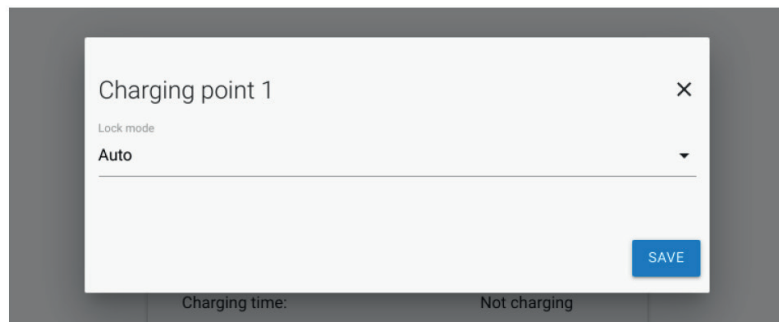 Charging point 1
Lock mode
Auto
SAVE
Charging time: Not charging